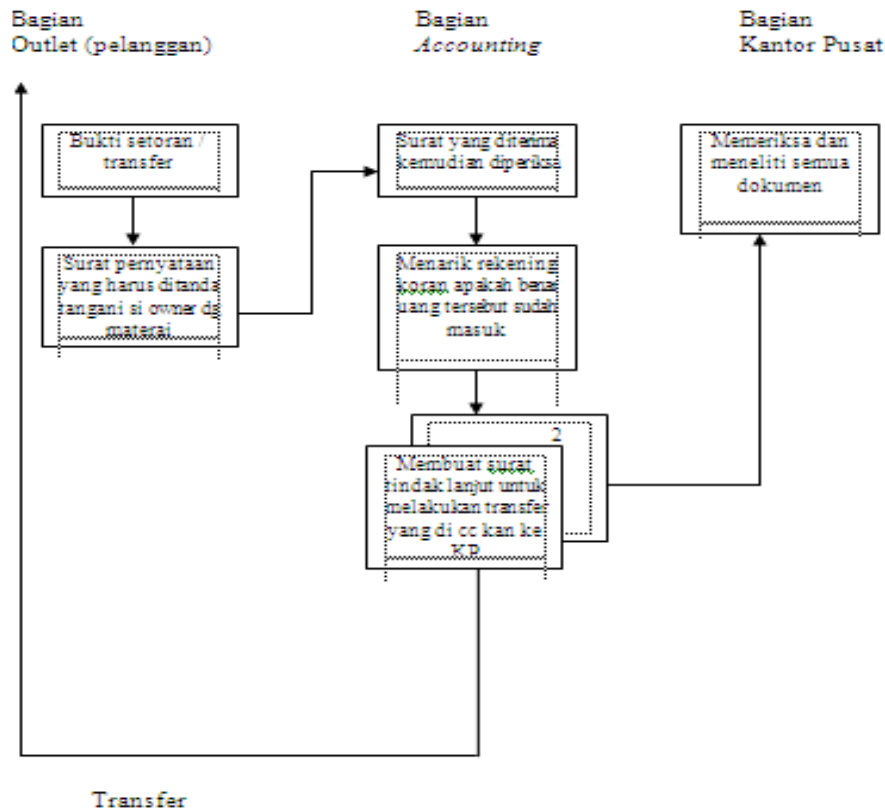 Bagian
Outlet (pelanggan)
Bagian
Accounting
Bagian
Kantor Pusat
Bukti setoran /
transfer
Surat pernyataan
yang harus ditanda
tangani si owner dg
materai
Surat yang diterima
kemudian diperiksa
Menarik rekening
koran apakah benar
uang tersebut sudah
masuk
2
Membuat surat
tindak lanjut untuk
melakukan transfer
yang di cc kan ke
KP
Memeriksa dan
meneliti semua
dokumen
Transfer